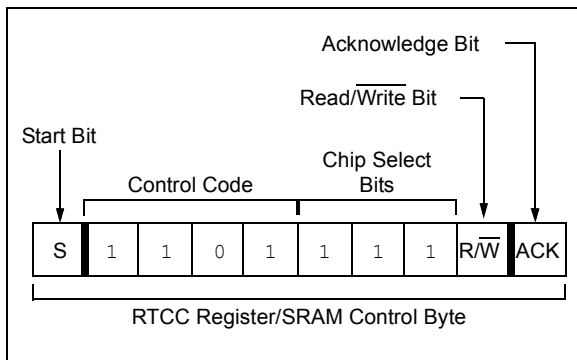 Acknowledge Bit
Read/Write Bit
Start Bit
Chip Select
Control Code
Bits
S 1 1 0 1 1 1 1 R/W ACK
RTCC Register/SRAM Control Byte